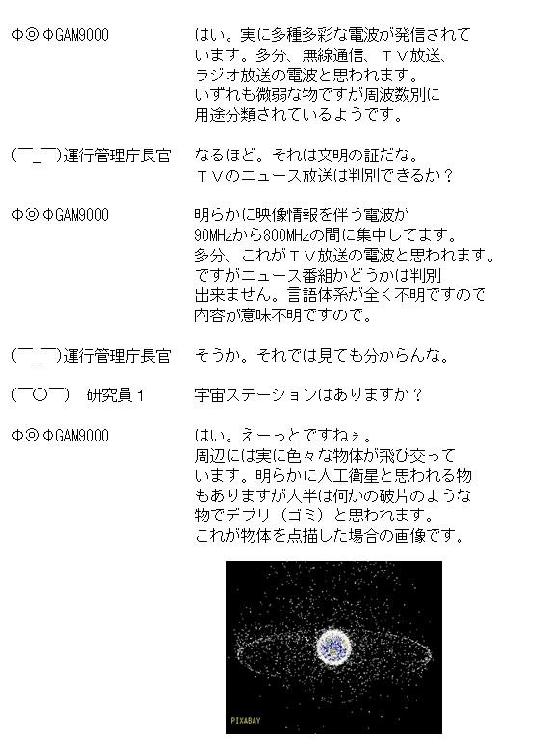 Φ◎ΦGAM9000 はい。実に多種多彩な電波が発信されて
います。多分、無線通信、ＴＶ放送、
ラジオ放送の電波と思われます。
いずれも微弱な物ですが周波数別に
用途分類されているようです。
(￣_￣)運行管理庁長官 なるほど。それは文明の証だな。
ＴＶのニュース放送は判別できるか？
Φ◎ΦGAM9000 明らかに映像情報を伴う電波が
90MHzから800MHzの間に集中してます。
多分、これがＴＶ放送の電波と思われます。
ですがニュース番組かどうかは判別
出来ません。言語体系が全く不明ですので
内容が意味不明ですので。
(￣_￣)運行管理庁長官 そうか。それでは見ても分からんな。
(￣○￣) 研究員１ 宇宙ステーションはありますか？
Φ◎ΦGAM9000 はい。えーっとですねぇ。
周辺には実に色々な物体が飛び交って
います。明らかに人工衛星と思われる物
もありますが大半は何かの破片のような
物でデブリ（ゴミ）と思われます。
これが物体を点描した場合の画像です。
PIXABAY